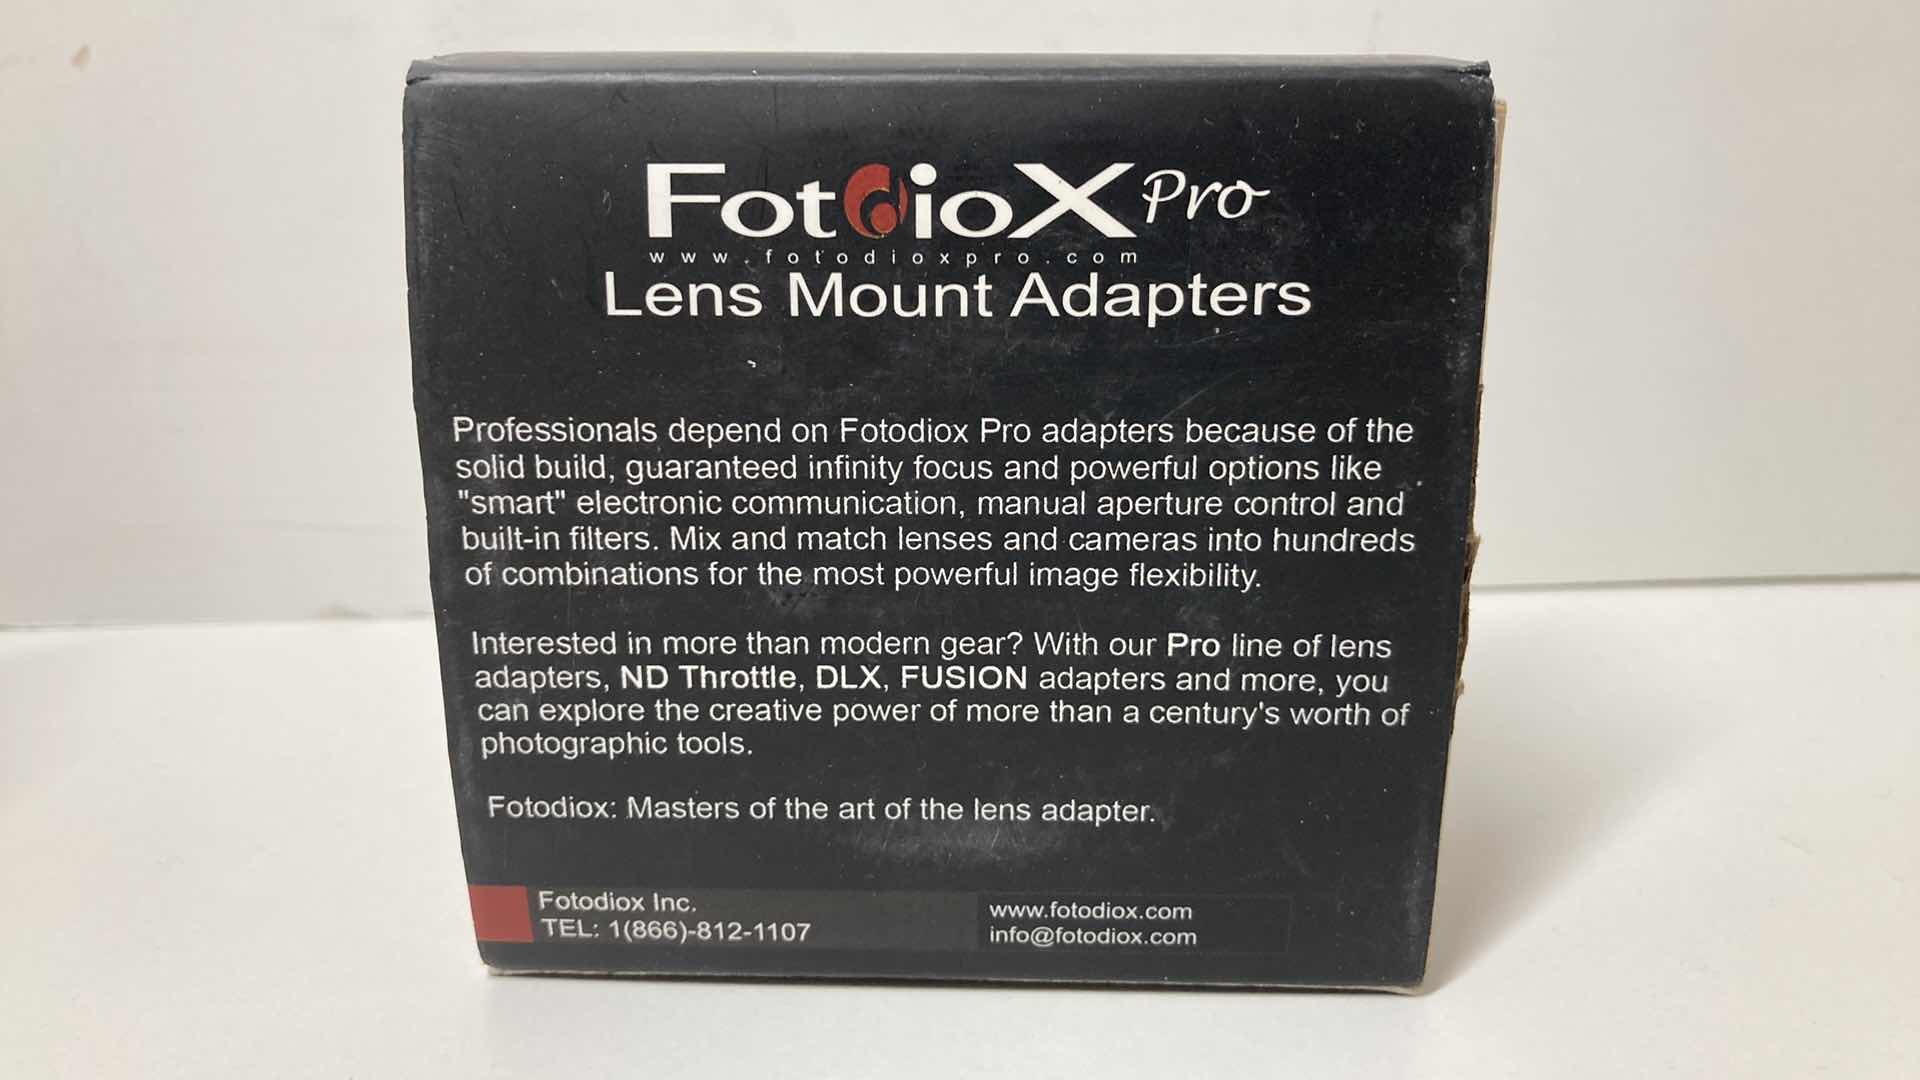 FotodioX Pro
www.fotodioxpro.com
Lens Mount Adapters
Professionals depend on Fotodiox Pro adapters because of the
solid build, guaranteed infinity focus and powerful options like
"smart" electronic communication, manual aperture control and
built-in filters. Mix and match lenses and cameras into hundreds
of combinations for the most powerful image flexibility.
Interested in more than modern gear? With our Pro line of lens
adapters, ND Throttle, DLX, FUSION adapters and more, you
can explore the creative power of more than a century's worth of
photographic tools.
Fotodiox: Masters of the art of the lens adapter.
Fotodiox Inc.
TEL: 1(866)-812-1107
www.fotodiox.com
info@fotodiox.com